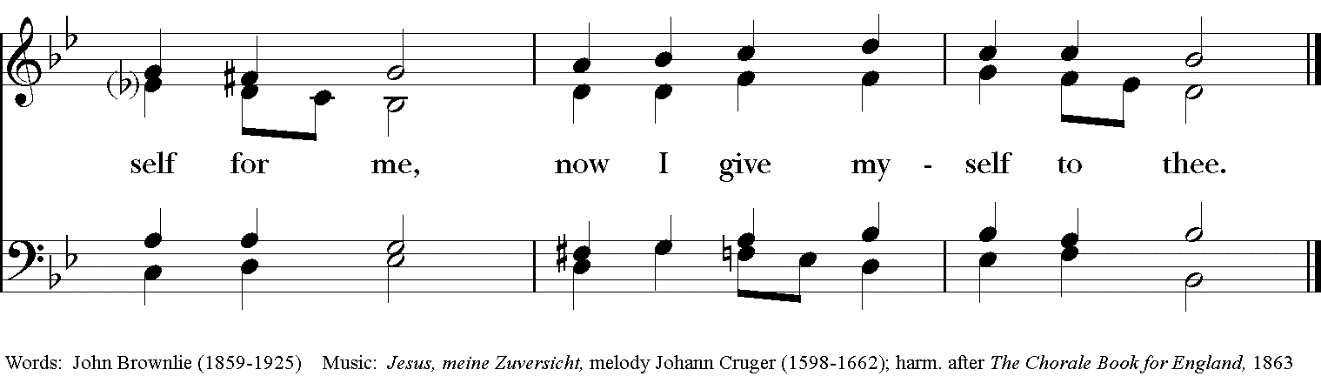 self for me, now I give my - self to thee.
Words: John Brownlie (1859-1925) Music: Jesus, meine Zuversicht, melody Johann Cruger (1598-1662); harm. after The Chorale Book for England, 1863